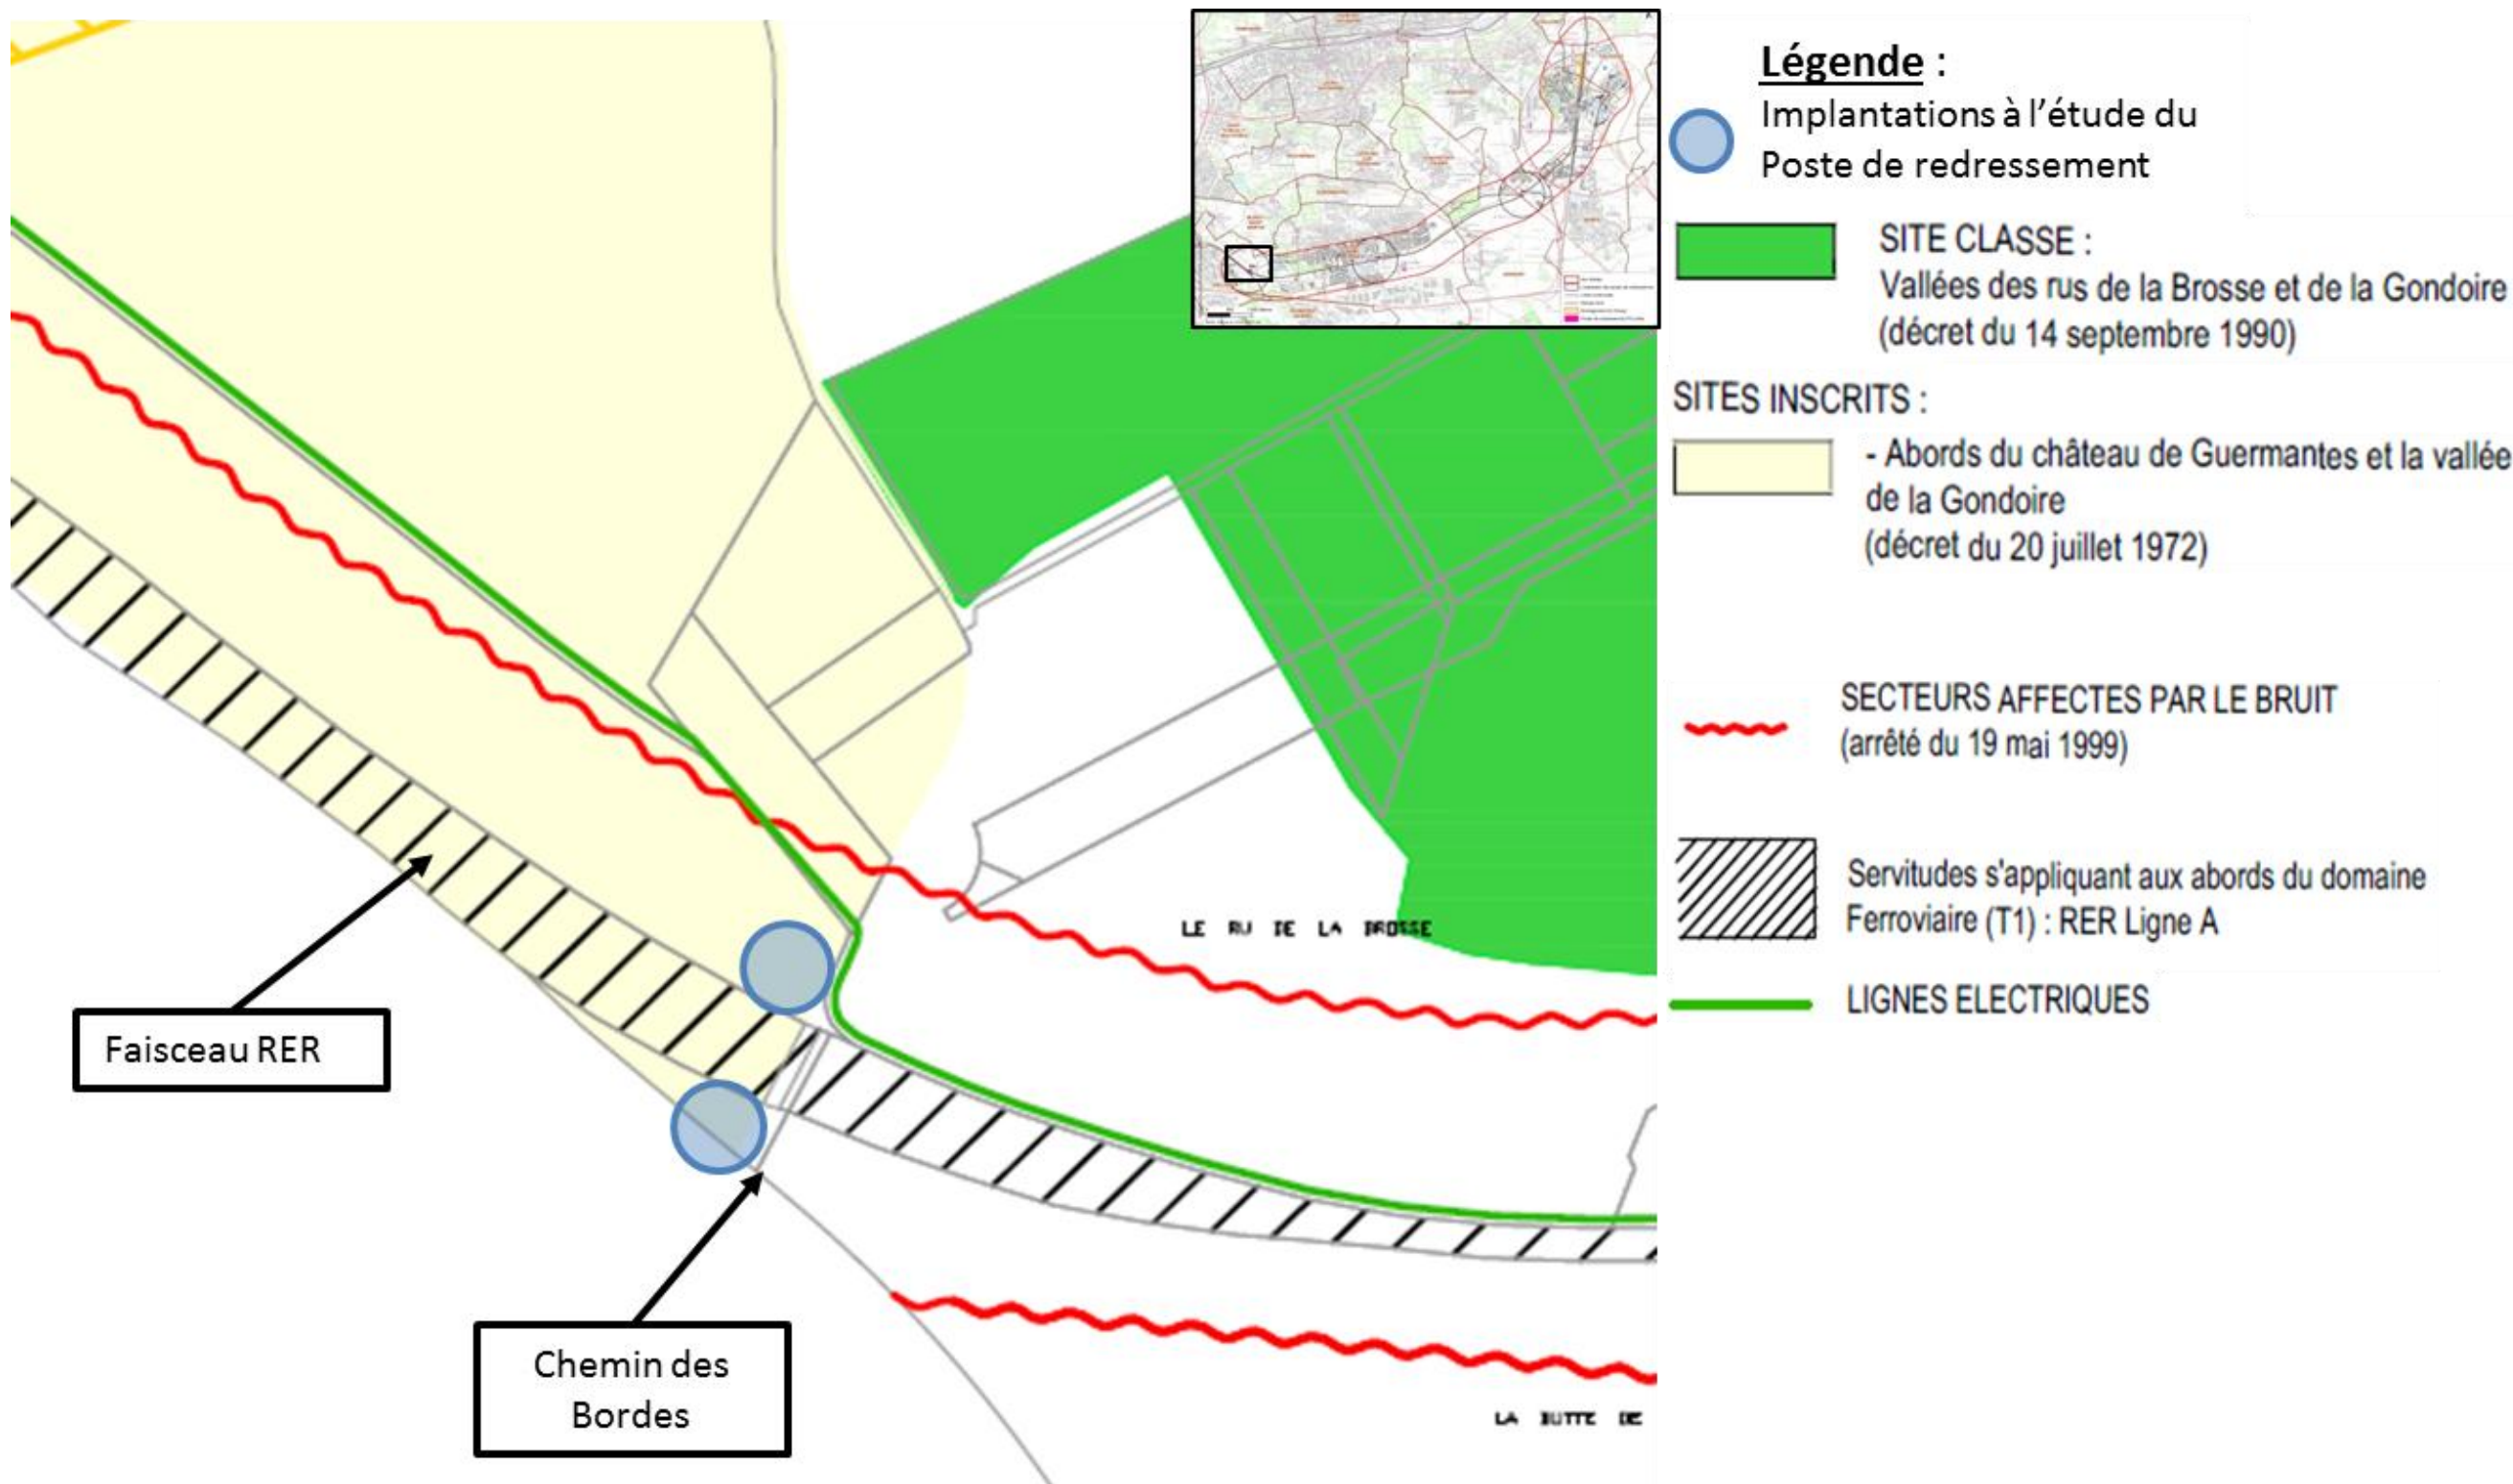 Légende :
Implantations à l'étude du
Poste de redressement
SITE CLASSE :
Vallées des rus de la Brosse et de la Gondoire
(décret du 14 septembre 1990)
SITES INSCRITS :
- Abords du château de Guermantes et la vallée
de la Gondoire
(décret du 20 juillet 1972)
SECTEURS AFFECTES PAR LE BRUIT
(arrêté du 19 mai 1999)
Servitudes s'appliquant aux abords du domaine
Ferroviaire (T1) : RER Ligne A
LIGNES ELECTRIQUES
LE RU DE LA BROSSE
Faisceau RER
Chemin des
Bordes
LA BUTTE DE